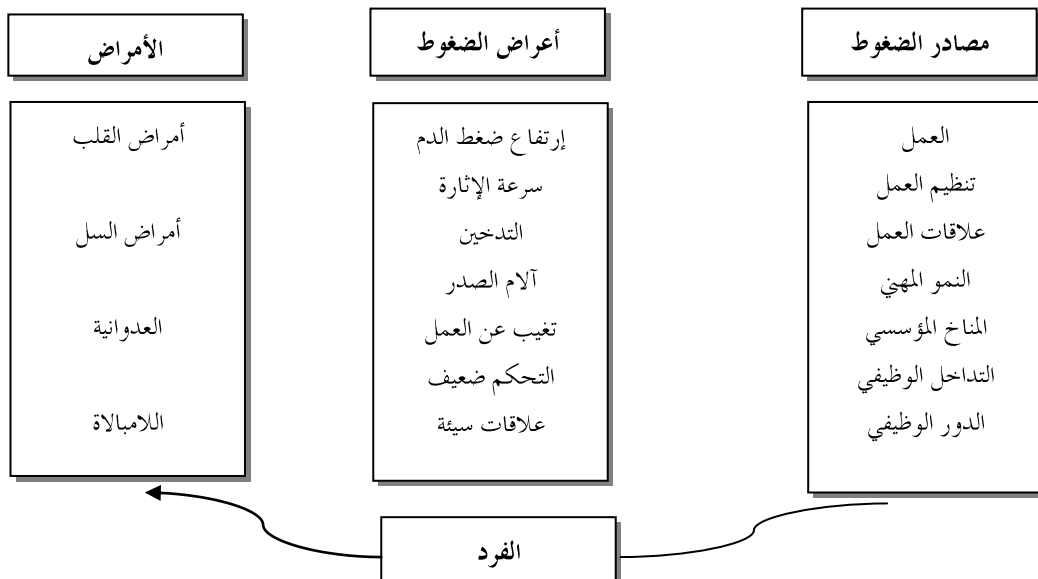 مصادر الضغوط
العمل
تنظيم العمل
علاقات العمل
النمو المهني
المناخ المؤسسي
التداخل الوظيفي
الدور الوظيفي
أعراض الضغوط
إرتفاع ضغط الدم
سرعة الإثارة
التدخين
آلام الصدر
تغيب عن العمل
التحكم ضعيف
علاقات سيئة
الأمراض
أمراض القلب
أمراض السل
العدوانية
اللامبالاة
الفرد